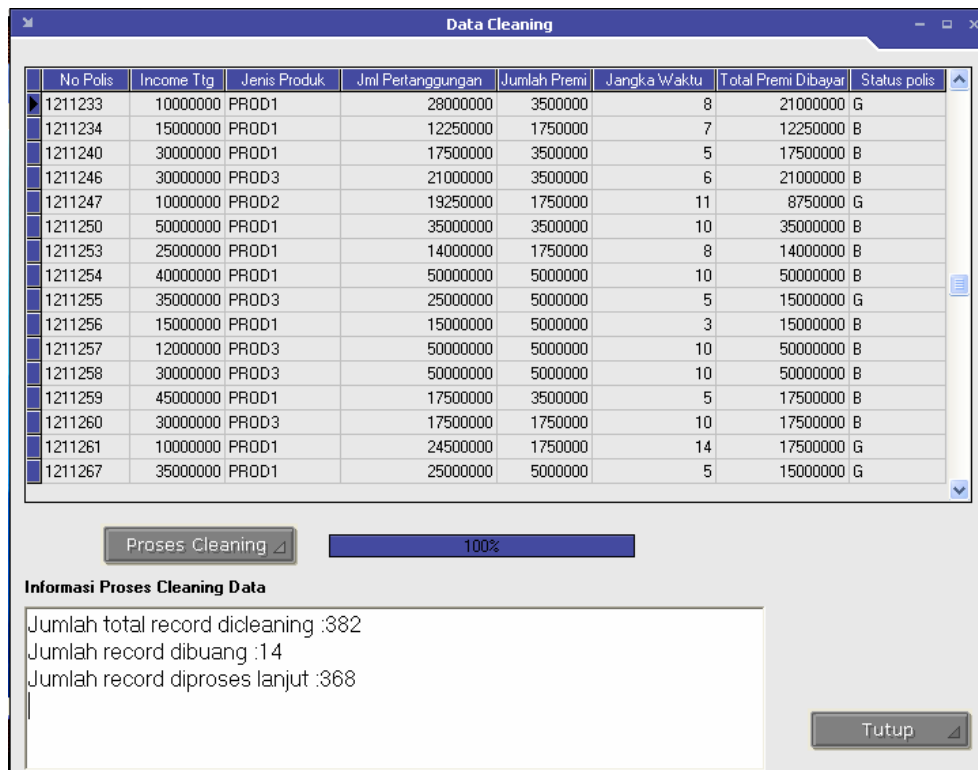 Data Cleaning
No Polis Income Ttg Jenis Produk Jml Pertanggungan Jumlah Premi Jangka Waktu Total Premi Dibayar Status polis
1211233 10000000 PROD1 28000000 3500000 8 21000000 G
1211234 15000000 PROD1 12250000 1750000 7 12250000 B
1211240 30000000 PROD1 17500000 3500000 5 17500000 B
1211246 30000000 PROD3 21000000 3500000 6 21000000 B
1211247 10000000 PROD2 19250000 1750000 11 8750000 G
1211250 50000000 PROD1 35000000 3500000 10 35000000 B
1211253 25000000 PROD1 14000000 1750000 8 14000000 B
1211254 40000000 PROD1 50000000 5000000 10 50000000 B
1211255 35000000 PROD3 25000000 5000000 5 15000000 G
1211256 15000000 PROD1 15000000 5000000 3 15000000 B
1211257 12000000 PROD3 50000000 5000000 10 50000000 B
1211258 30000000 PROD3 50000000 5000000 10 50000000 B
1211259 45000000 PROD1 17500000 3500000 5 17500000 B
1211260 30000000 PROD3 17500000 1750000 10 17500000 B
1211261 10000000 PROD1 24500000 1750000 14 17500000 G
1211267 35000000 PROD1 25000000 5000000 5 15000000 G
Proses Cleaning 100%
Informasi Proses Cleaning Data
Jumlah total record dicleaning :382
Jumlah record dibuang :14
Jumlah record diproses lanjut :368
Tutup